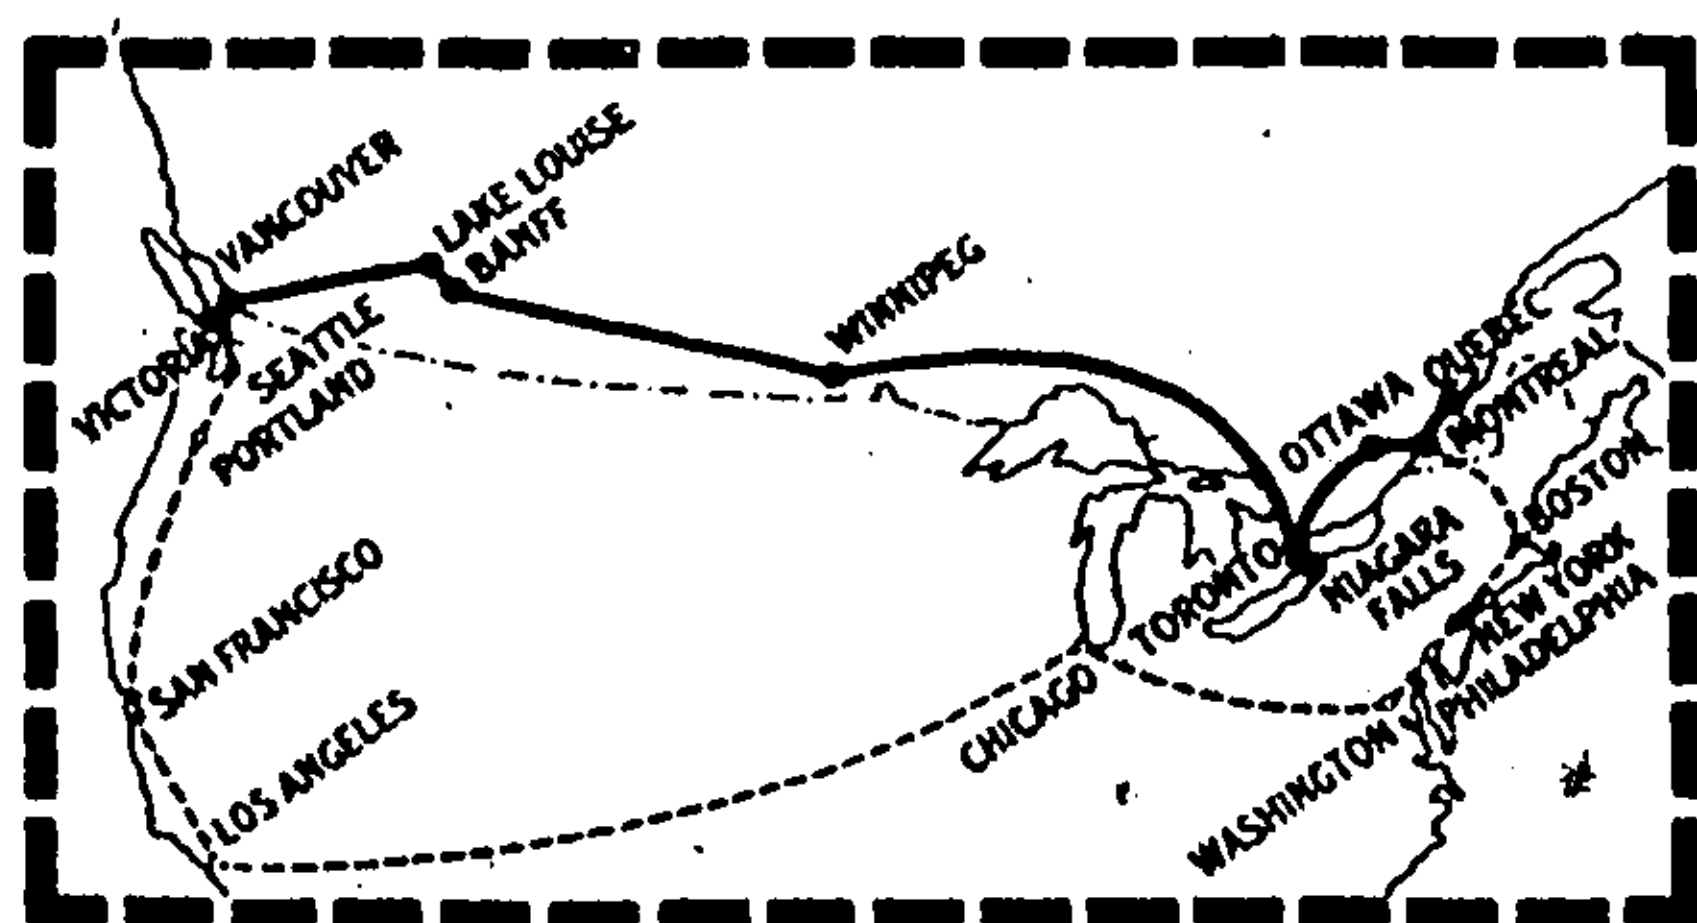 VANCOUVER
LAKE LOUISE
BANFF
WINNIPEG
VICTORIA
SEATTLE
PORTLAND
SAN FRANCISCO
LOS ANGELES
OTTAWA
QUEBEC
MONTREAL
BOSTON
TORONTO
NIAGARA
FALLS
NEW YORK
PHILADELPHIA
CHICAGO
WASHINGTON